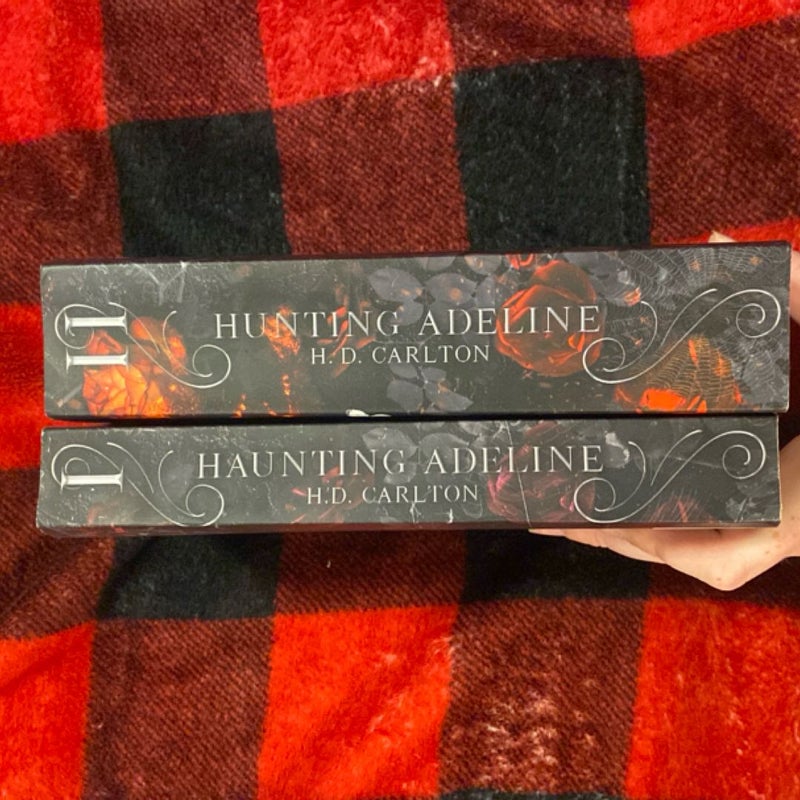 II
HUNTING ADELINE
H. D. CARLTON
I
HAUNTING ADELINE
H.D. CARLTON